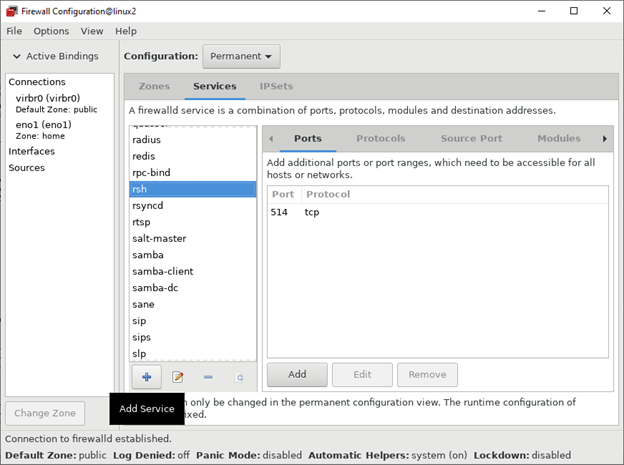 Firewall Configuration@linux2
File Options View Help
Active Bindings
Configuration: Permanent
Connections
virbr0 (virbr0)
Default Zone: public
eno1 (eno1)
Zone: home
Interfaces
Sources
Change Zone
Zones Services IPSets
A firewalld service is a combination of ports, protocols, modules and destination addresses.
radius
redis
rpc-bind
rsh
rsyncd
rtsp
salt-master
samba
samba-client
samba-dc
sane
sip
sips
slp
Ports Protocols Source Port Modules
Add additional ports or port ranges, which need to be accessible for all
hosts or networks.
Port Protocol
514 tcp
Add Edit Remove
Add Service
only be changed in the permanent configuration view. The runtime configuration of
Connection to firewalld established.
Default Zone: public Log Denied: off Panic Mode: disabled Automatic Helpers: system (on) Lockdown: disabled